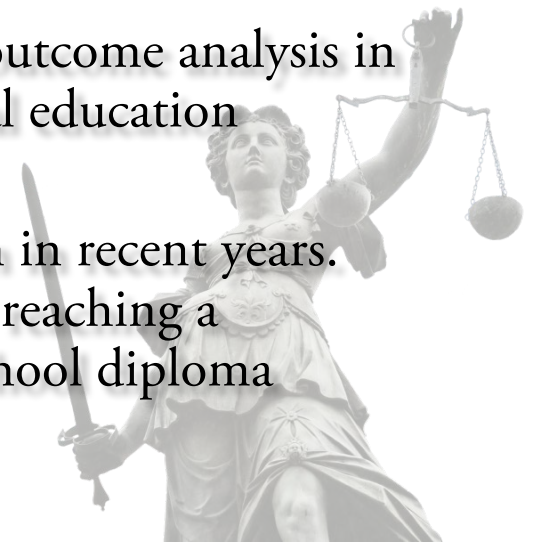 outcome analysis in
l education
in recent years.
reaching a
hool diploma